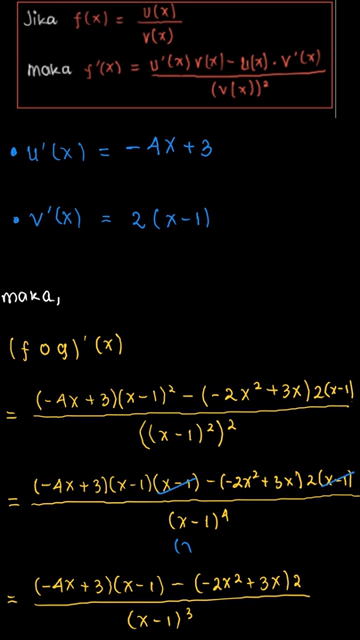 Jika f(x) = u(x)/v(x)
maka f'(x) = u'(x) v(x) - u(x) · v'(x) / (v(x))²
• u'(x) = -4x + 3
• v'(x) = 2(x-1)
maka,
(f o g)'(x)
= (-4x + 3)(x-1)² - (-2x² + 3x) 2(x-1) / ((x-1)²)²
= (-4x + 3)(x-1)(x-1) - (-2x² + 3x) 2(x-1) / (x-1)⁴
= (-4x + 3)(x-1) - (-2x² + 3x) 2 / (x-1)³